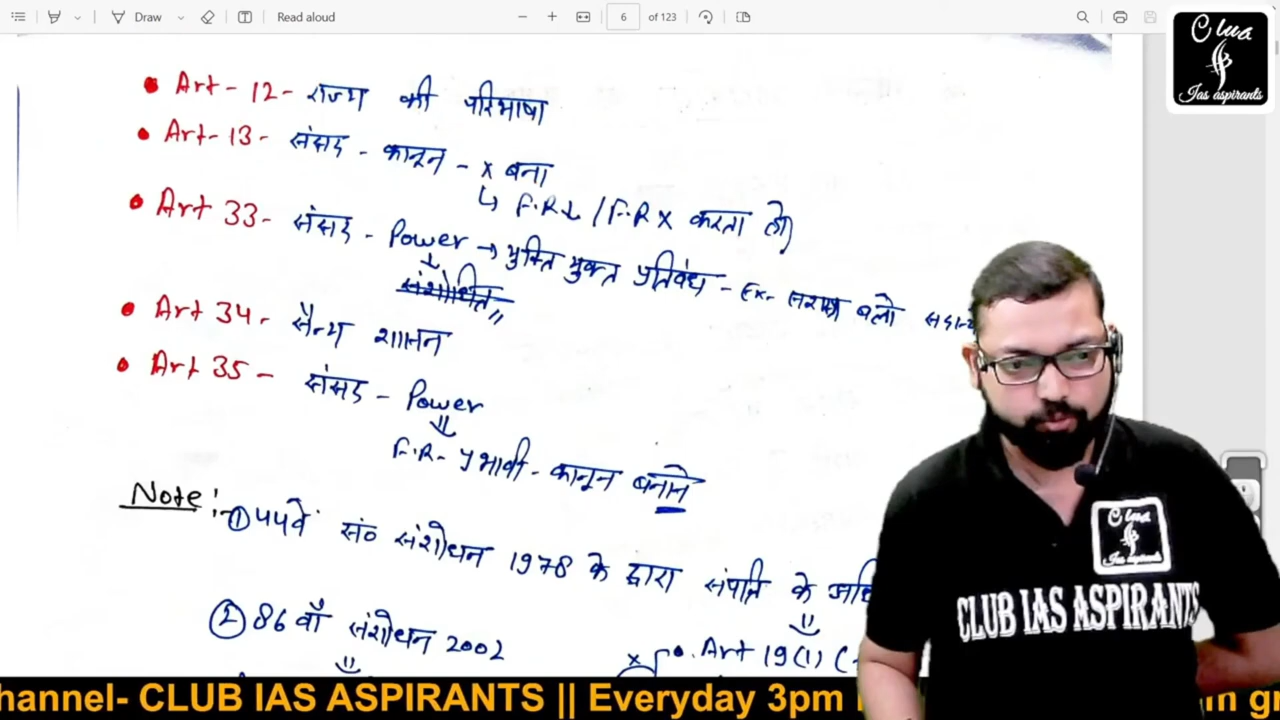 Draw
Read aloud
6
of 123
Club
Ias aspirants
Art - 12 - राज्य की परिभाषा
Art - 13 - संसद - कानून - x बना
↳ F.R↓ / F.R x करता हो)
Art 33 - संसद - Power → युक्ति युक्त प्रतिबंध - Ex. सशस्त्र बलो
संशोधित
Art 34 - सैन्य शासन
Art 35 - संसद - Power
F.R - प्रभावी - कानून बनाने
Note :-
① 44वें सं० संशोधन 1978 के द्वारा संपत्ति के
② 86 वाँ संशोधन 2002
x
Art 19(1) (
Club
CLUB IAS ASPIRANTS
hannel- CLUB IAS ASPIRANTS || Everyday 3pm